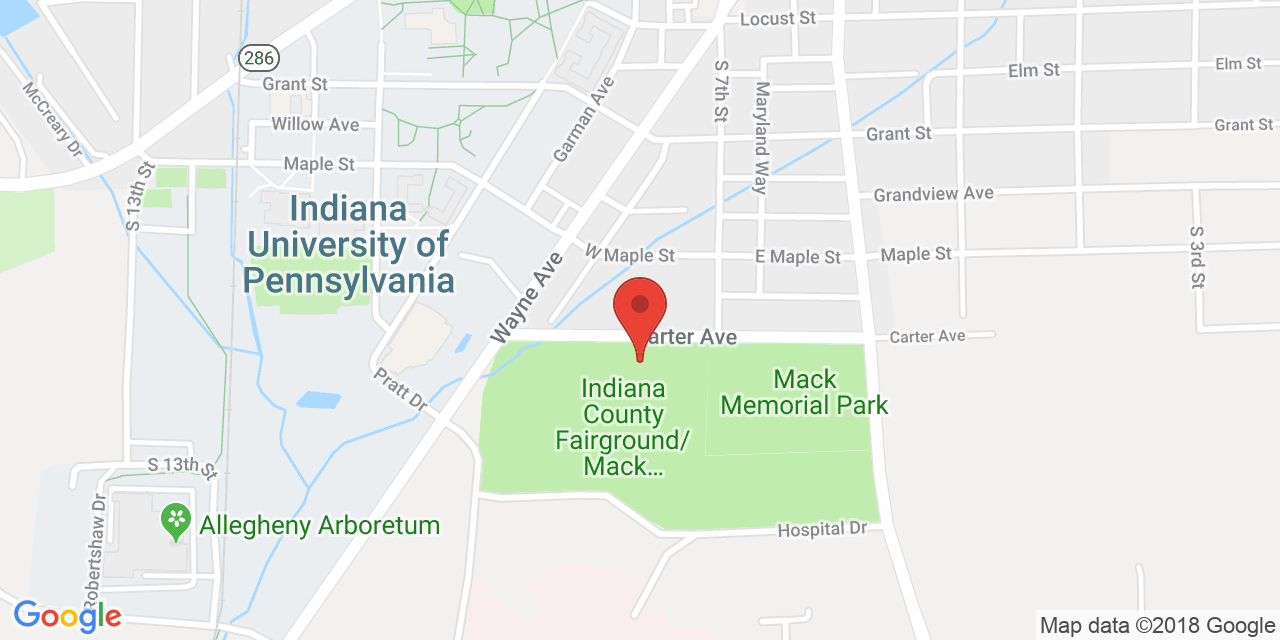 Locust St
286
Grant St
S 7th St
Elm St
Elm St
McCreary Dr
Maryland Way
Garman Ave
Willow Ave
Grant St
Grant St
Maple St
S 13th St
Grandview Ave
Indiana
University of
Pennsylvania
W Maple St
E Maple St
Maple St
S 3rd St
Wayne Ave
arter Ave
Carter Ave
Pratt Dr
Indiana
County
Fairground/
Mack...
Mack
Memorial Park
S 13th St
Robertshaw Dr
Allegheny Arboretum
Hospital Dr
Google
Map data ©2018 Google